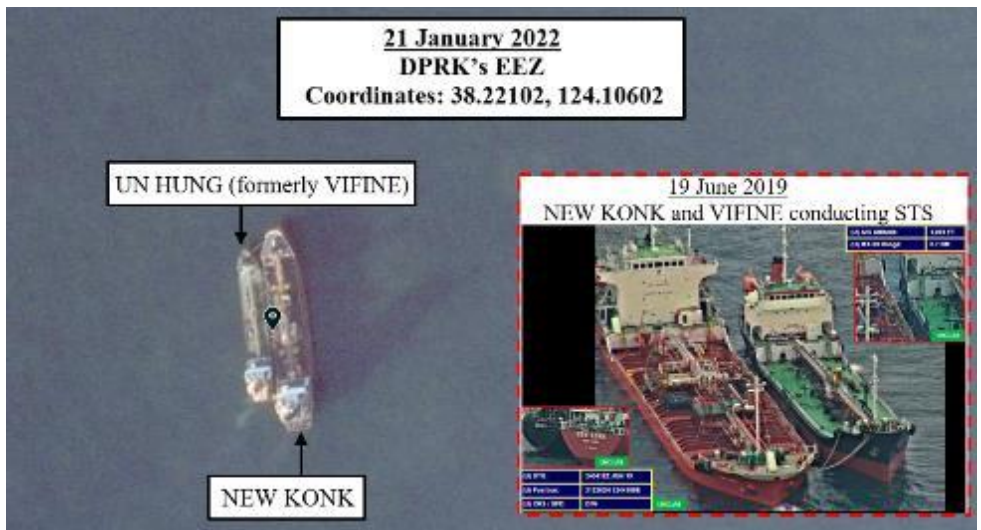 21 January 2022
DPRK's EEZ
Coordinates: 38.22102, 124.10602
UN HUNG (formerly VIFINE)
NEW KONK
19 June 2019
NEW KONK and VIFINE conducting STS